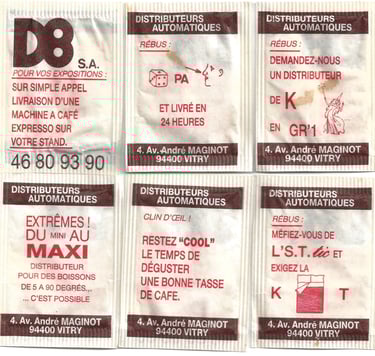 D8 S.A.
POUR VOS EXPOSITIONS :
SUR SIMPLE APPEL
LIVRAISON D'UNE
MACHINE A CAFÉ
EXPRESSO SUR
VOTRE STAND.
46 80 93 90
DISTRIBUTEURS
AUTOMATIQUES
RÉBUS :
PA
ET LIVRÉ EN
24 HEURES
4. Av. André MAGINOT
94400 VITRY
DISTRIBUTEURS
AUTOMATIQUES
RÉBUS :
DEMANDEZ-NOUS
UN DISTRIBUTEUR
DE K
EN GR'1
4. Av. André MAGINOT
94400 VITRY
DISTRIBUTEURS
AUTOMATIQUES
EXTRÊMES !
DU MINI AU
MAXI
DISTRIBUTEUR
POUR DES BOISSONS
DE 5 A 90 DEGRÉS...
... C'EST POSSIBLE
4. Av. André MAGINOT
94400 VITRY
DISTRIBUTEURS
AUTOMATIQUES
CLIN D'ŒIL !
RESTEZ "COOL"
LE TEMPS DE
DÉGUSTER
UNE BONNE TASSE
DE CAFE.
4. Av. André MAGINOT
94400 VITRY
DISTRIBUTEURS
AUTOMATIQUES
RÉBUS :
MÉFIEZ-VOUS DE
L'S.T. tic ET
EXIGEZ LA
K T
4. Av. André MAGINOT
94400 VITRY